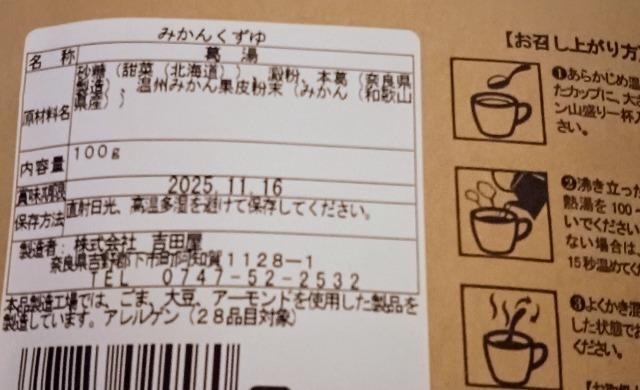 みかんくずゆ
名 称 葛 湯
原材料名 砂糖（甜菜（北海道））、澱粉、本葛（奈良県
製造）、温州みかん果皮粉末（みかん（和歌山
県産））
内容量 100g
賞味期限 2025.11.16
保存方法 直射日光、高温多湿を避けて保存してください。
製造者: 株式会社 吉田屋
奈良県吉野郡下市町阿知賀1128-1
TEL 0747-52-2532
本品製造工場では、ごま、大豆、アーモンドを使用した製品を
製造しています。アレルゲン（28品目対象）
【お召し上がり方
❶あらかじめ温
たカップに、大
ン山盛り一杯入
さい。
❷沸き立った
熱湯を100
いでください
ない場合は、
15秒温めてく
❸よくかき混
した状態でお
ください。